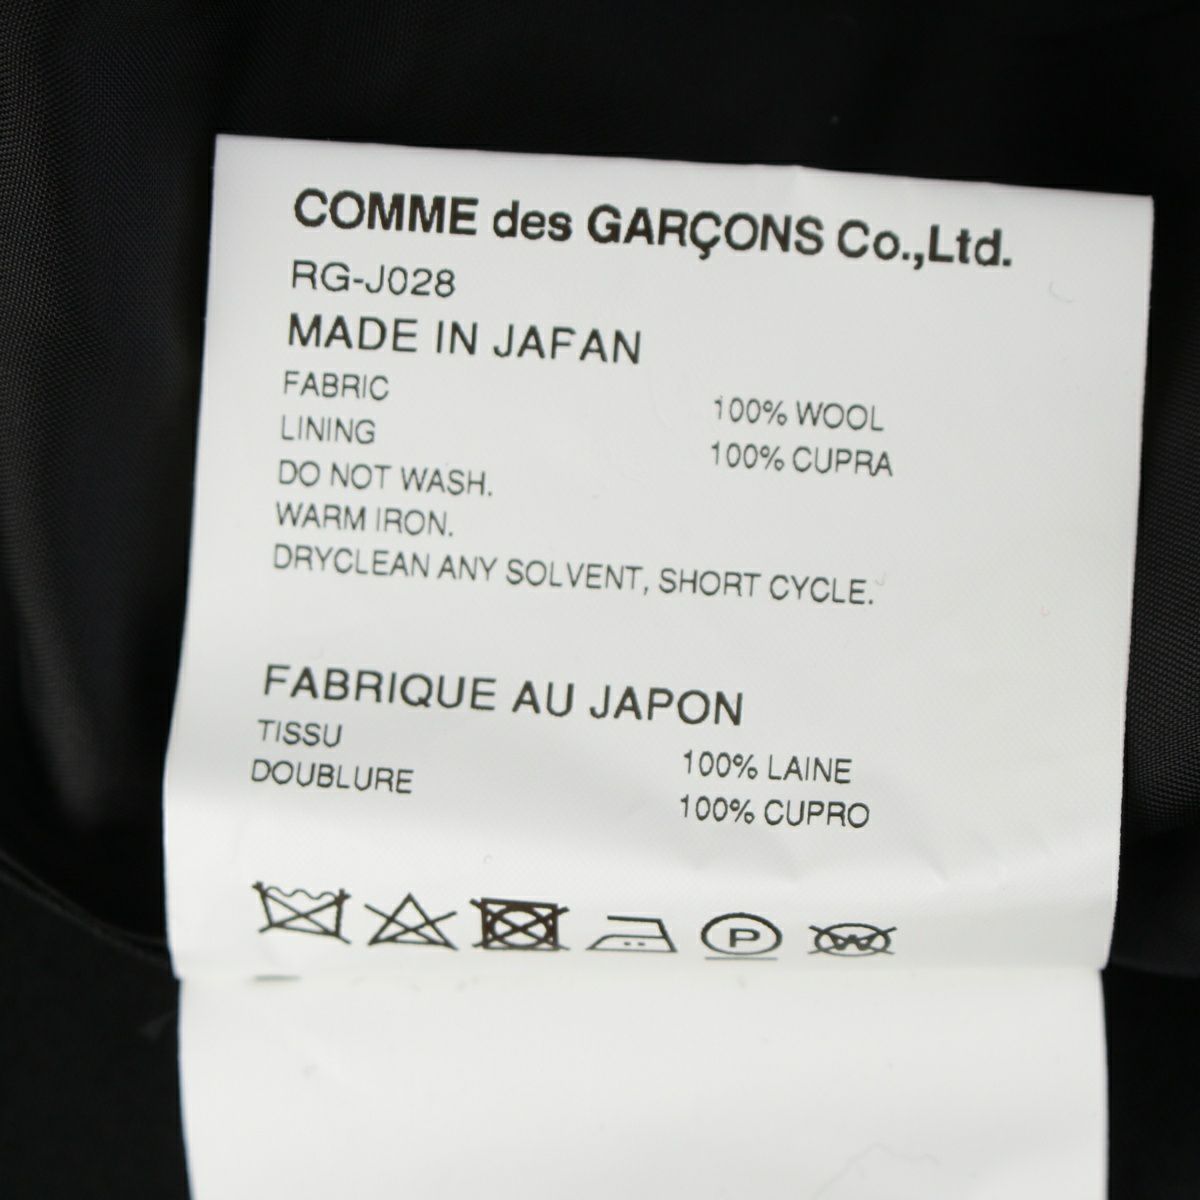 COMME des GARÇONS Co.,Ltd.
RG-J028
MADE IN JAPAN
FABRIC 100% WOOL
LINING 100% CUPRA
DO NOT WASH.
WARM IRON.
DRYCLEAN ANY SOLVENT, SHORT CYCLE.
FABRIQUE AU JAPON
TISSU 100% LAINE
DOUBLURE 100% CUPRO
P W